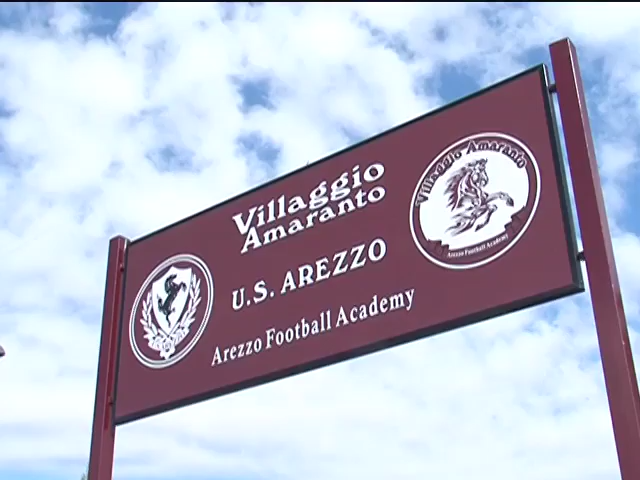 Villaggio
Amaranto
U.S. AREZZO
Arezzo Football Academy
Villaggio Amaranto
Arezzo Football Academy